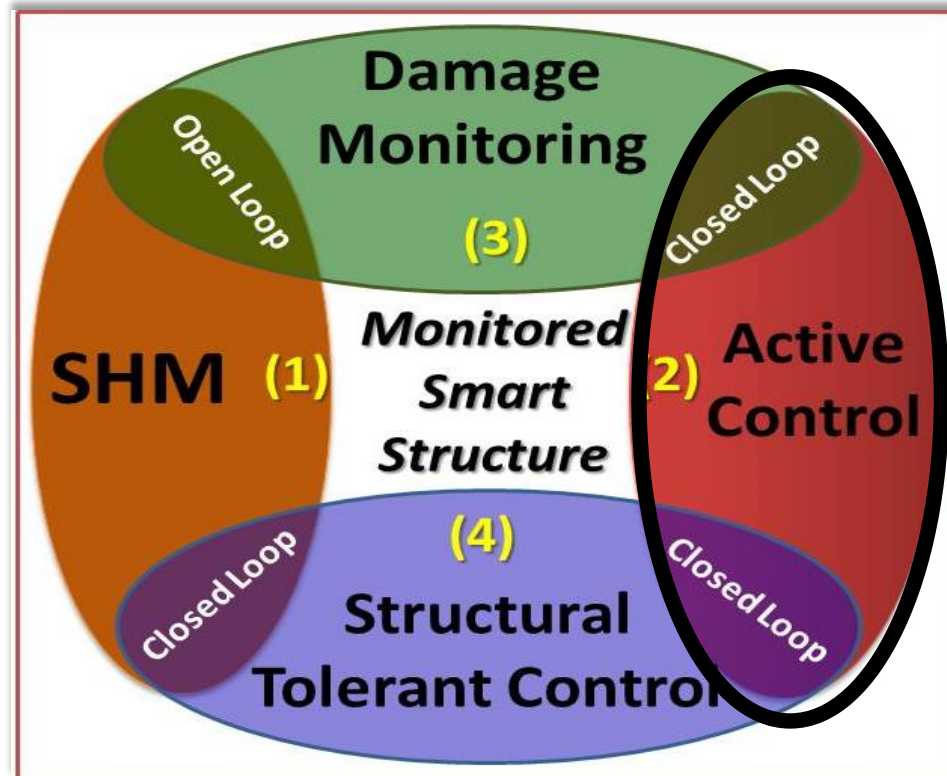 Damage
Monitoring
(3)
Open Loop
Closed Loop
SHM
(1)
Monitored
Smart
Structure
(2)
Active
Control
Closed Loop
(4)
Closed Loop
Structural
Tolerant Control